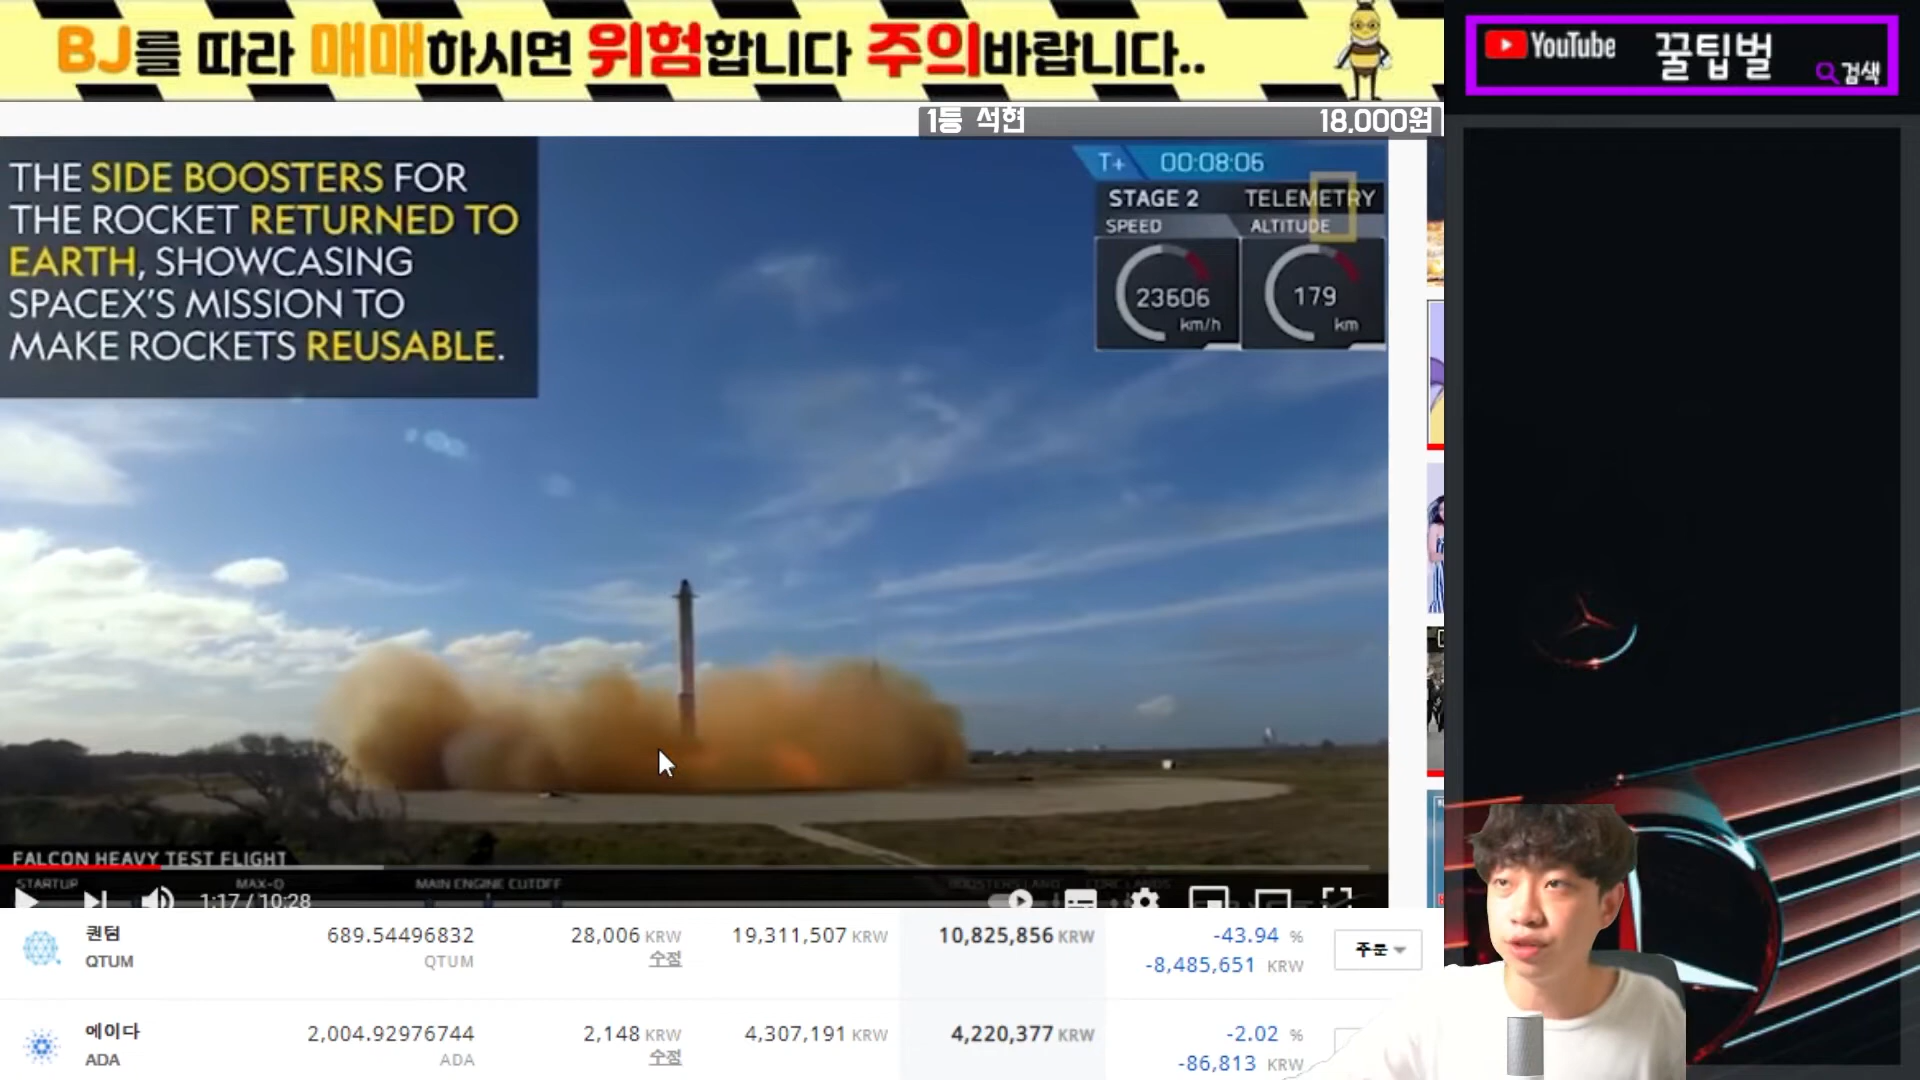 BJ를 따라 매매하시면 위험합니다 주의바랍니다..
YouTube 꿀팁벌 검색
1등 석현 18,000원
THE SIDE BOOSTERS FOR
THE ROCKET RETURNED TO
EARTH, SHOWCASING
SPACEX'S MISSION TO
MAKE ROCKETS REUSABLE.
T+ 00:08:06
STAGE 2 TELEMETRY
SPEED ALTITUDE
23606 179
km/h km
FALCON HEAVY TEST FLIGHT
STARTUP MAX-Q MAIN ENGINE CUTOFF BOOSTERS LAND CORE LANDS
1:17 / 10:28
퀀텀 689.54496832 28,006 KRW 19,311,507 KRW 10,825,856 KRW -43.94 % 주문
QTUM QTUM 수정 -8,485,651 KRW
에이다 2,004.92976744 2,148 KRW 4,307,191 KRW 4,220,377 KRW -2.02 %
ADA ADA 수정 -86,813 KRW